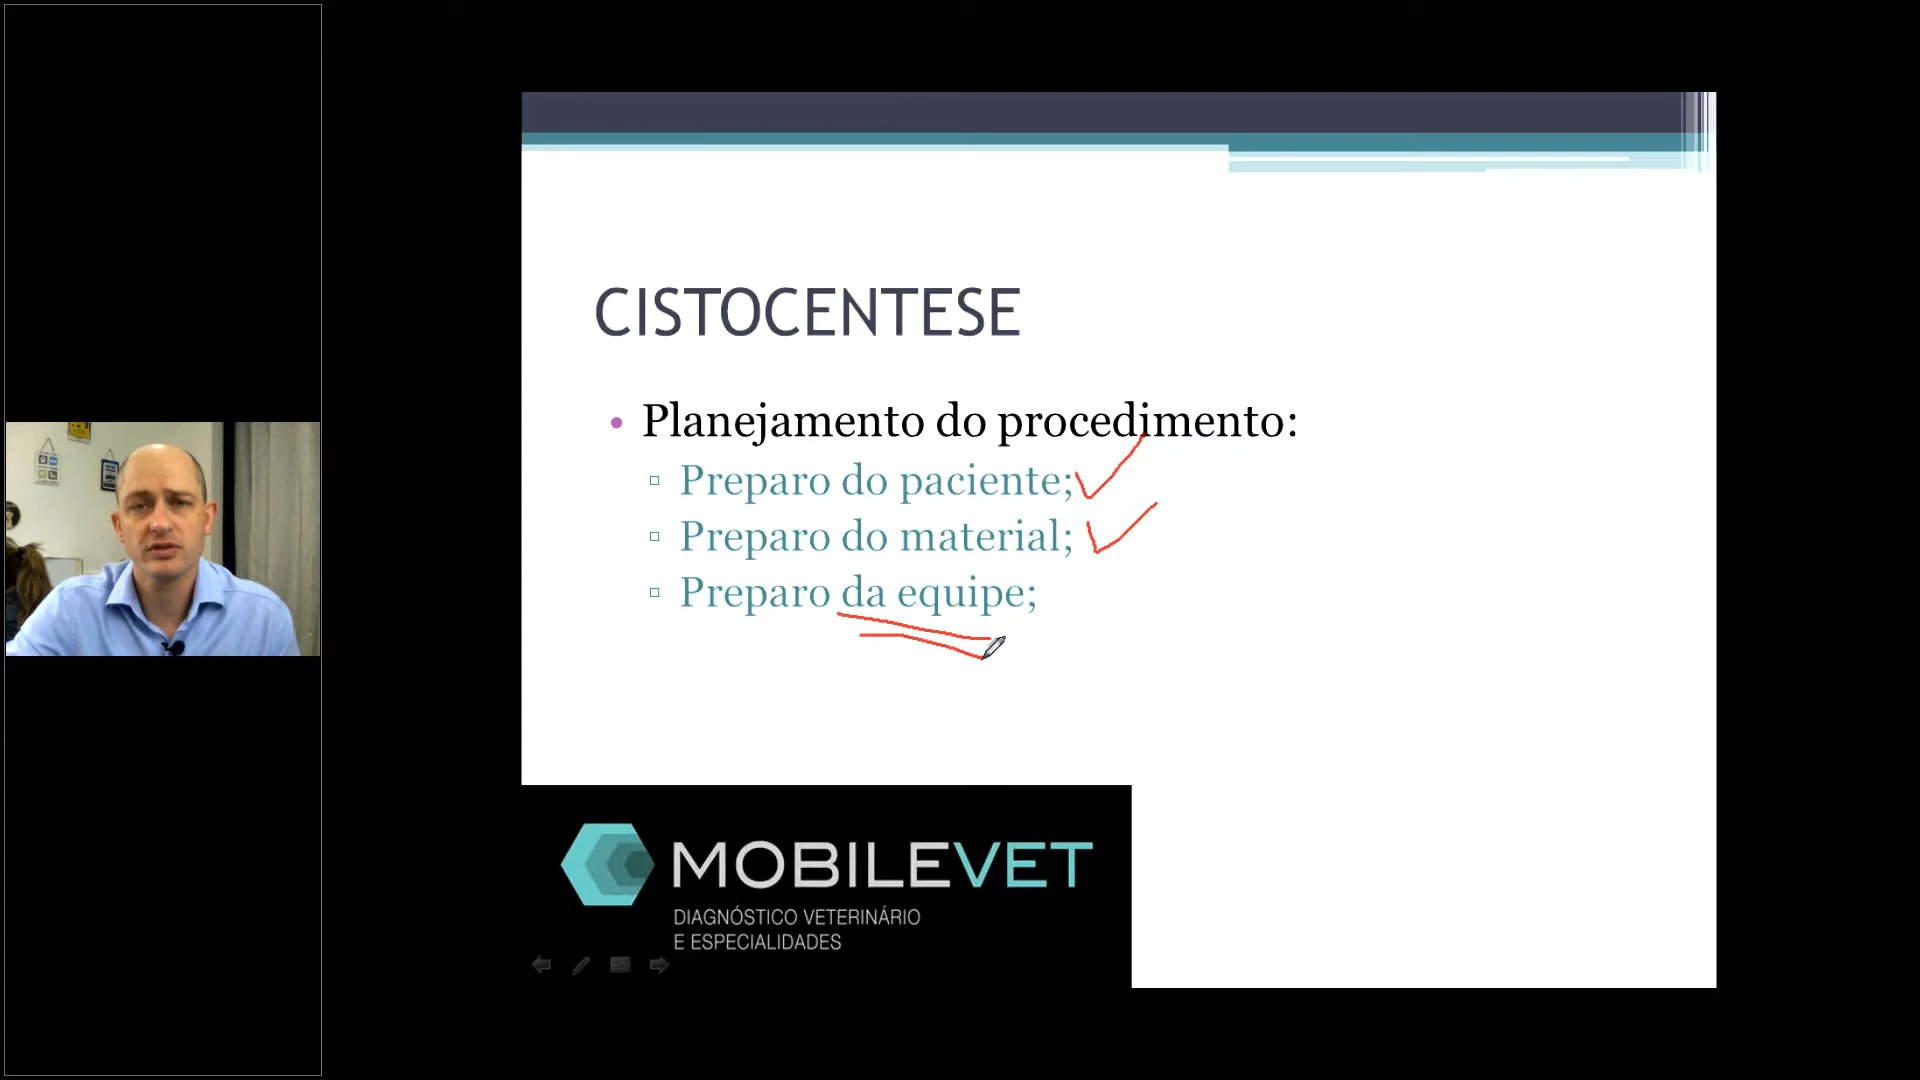 CISTOCENTESE
Planejamento do procedimento:
Preparo do paciente;
Preparo do material;
Preparo da equipe;
MOBILEVET
DIAGNÓSTICO VETERINÁRIO
E ESPECIALIDADES